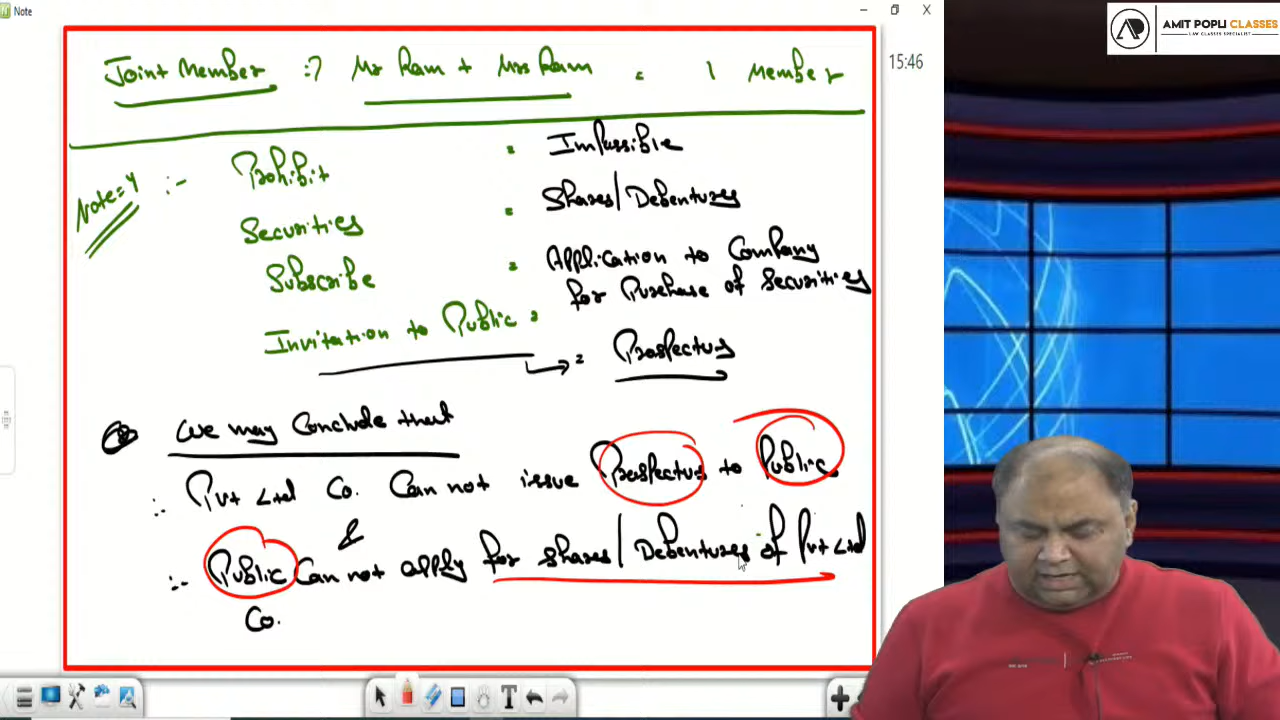 Note
AMIT POPLI CLASSES
LAW CLASSES SPECIALIST
15:46
Joint Member :⇒ Mr Ram + Mrs Ram = 1 Member
Note=4 :- Prohibit = Impossible
Securities = Shares/Debentures
Subscribe = Application to Company
for Purchase of Securities
Invitation to Public =
→ = Prospectus
We may Conclude that
∴ Pvt Ltd Co. Can not issue Prospectus to Public
&
∴ Public Can not apply for shares/Debentures of Pvt Ltd
Co.